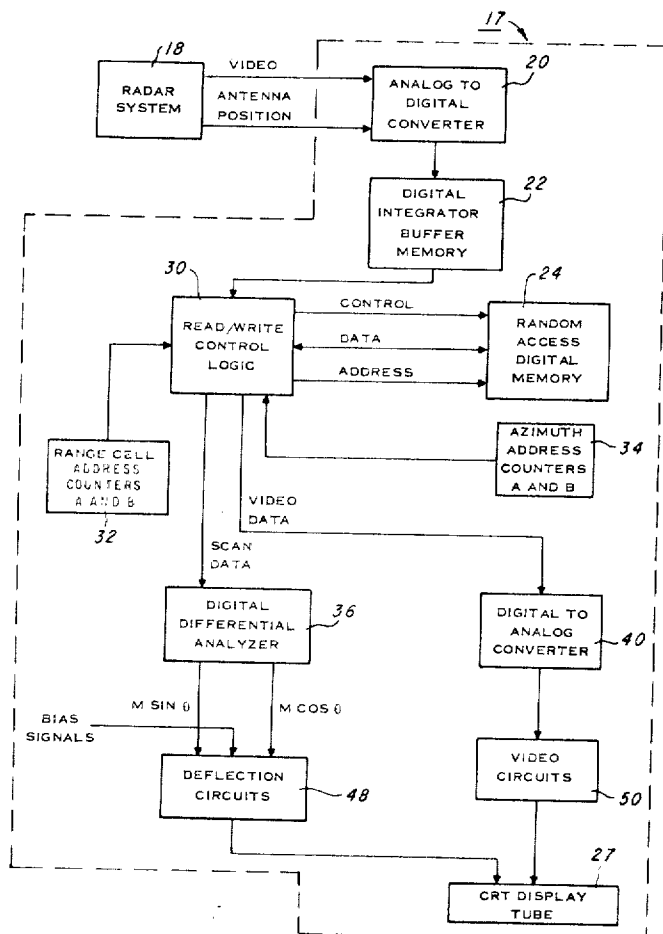 17
18
RADAR
SYSTEM
VIDEO
ANTENNA
POSITION
20
ANALOG TO
DIGITAL
CONVERTER
22
DIGITAL
INTEGRATOR
BUFFER
MEMORY
30
READ/WRITE
CONTROL
LOGIC
CONTROL
DATA
ADDRESS
24
RANDOM
ACCESS
DIGITAL
MEMORY
RANGE CELL
ADDRESS
COUNTERS
A AND B
32
AZIMUTH
ADDRESS
COUNTERS
A AND B
34
SCAN
DATA
VIDEO
DATA
DIGITAL
DIFFERENTIAL
ANALYZER
36
DIGITAL TO
ANALOG
CONVERTER
40
BIAS
SIGNALS
M SIN θ
M COS θ
DEFLECTION
CIRCUITS
48
VIDEO
CIRCUITS
50
27
CRT DISPLAY
TUBE